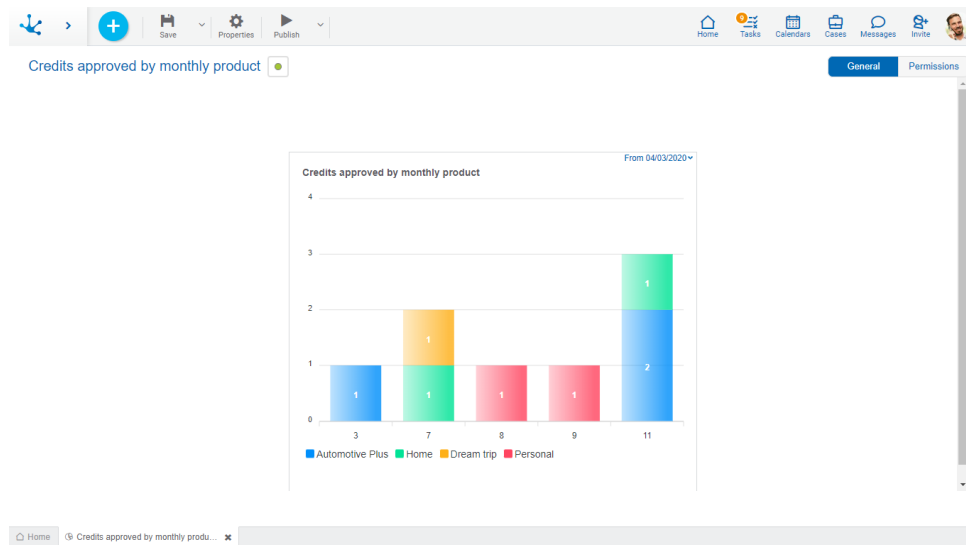 Save
Properties
Publish
Home
9
Tasks
Calendars
Cases
Messages
Invite
Credits approved by monthly product
General
Permissions
From 04/03/2020
Credits approved by monthly product
4
3
2
1
0
1
1
1
1
1
2
1
3
7
8
9
11
Automotive Plus
Home
Dream trip
Personal
Home
Credits approved by monthly produ...